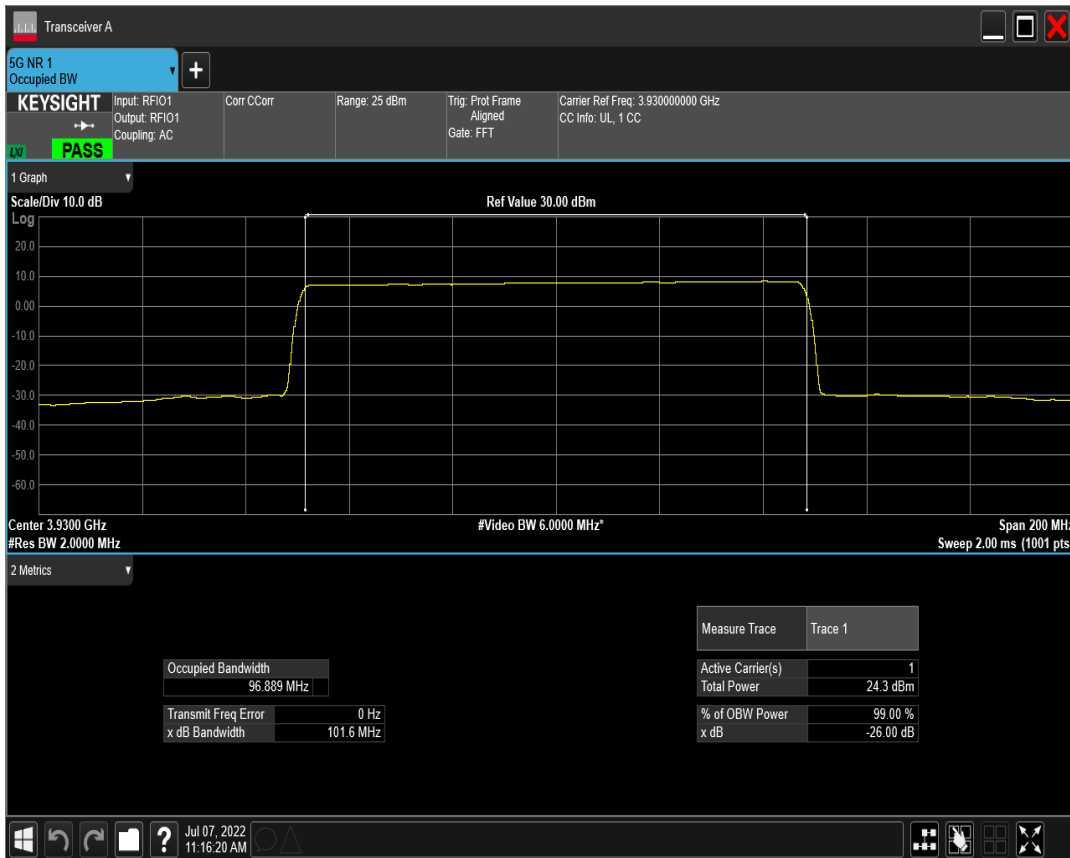 Transceiver A
5G NR 1
Occupied BW
+
KEYSIGHT
LXI
PASS
Input: RFIO1
Output: RFIO1
Coupling: AC
Corr CCorr
Range: 25 dBm
Trig: Prot Frame
Aligned
Gate: FFT
Carrier Ref Freq: 3.930000000 GHz
CC Info: UL, 1 CC
1 Graph
Scale/Div 10.0 dB
Ref Value 30.00 dBm
Log
20.0
10.0
0.00
-10.0
-20.0
-30.0
-40.0
-50.0
-60.0
Center 3.9300 GHz
#Video BW 6.0000 MHz*
Span 200 MHz
#Res BW 2.0000 MHz
Sweep 2.00 ms (1001 pts
2 Metrics
Measure Trace Trace 1
Occupied Bandwidth
96.889 MHz
Active Carrier(s) 1
Total Power 24.3 dBm
Transmit Freq Error 0 Hz
x dB Bandwidth 101.6 MHz
% of OBW Power 99.00 %
x dB -26.00 dB
?
Jul 07, 2022
11:16:20 AM